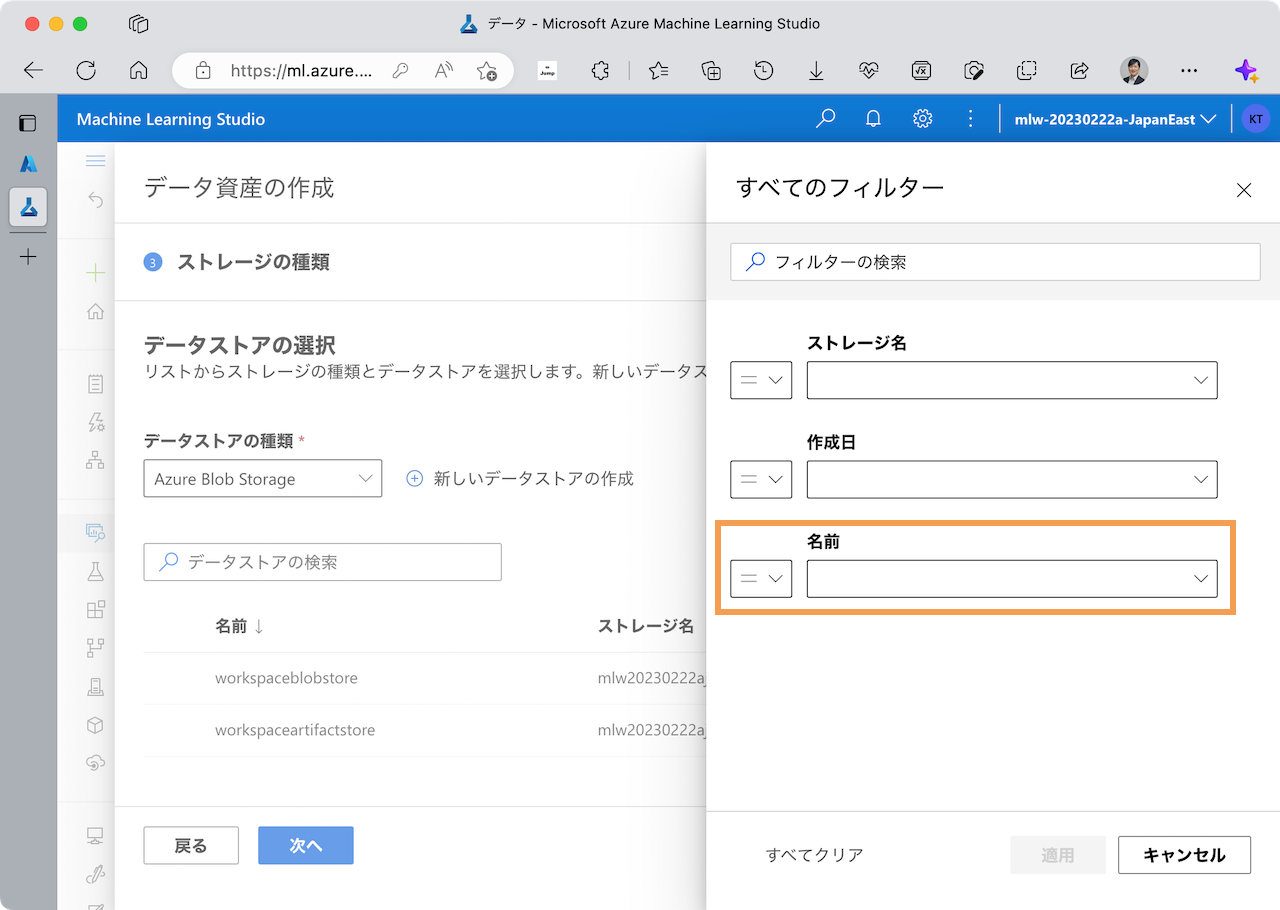 データ - Microsoft Azure Machine Learning Studio
https://ml.azure....
Jump
Machine Learning Studio
mlw-20230222a-JapanEast
KT
データ資産の作成
3 ストレージの種類
データストアの選択
リストからストレージの種類とデータストアを選択します。新しいデータス
データストアの種類 *
Azure Blob Storage
新しいデータストアの作成
データストアの検索
名前 ↓ ストレージ名
workspaceblobstore mlw20230222aj
workspaceartifactstore mlw20230222aj
戻る
次へ
すべてのフィルター
フィルターの検索
ストレージ名
=
作成日
=
名前
=
すべてクリア
適用
キャンセル